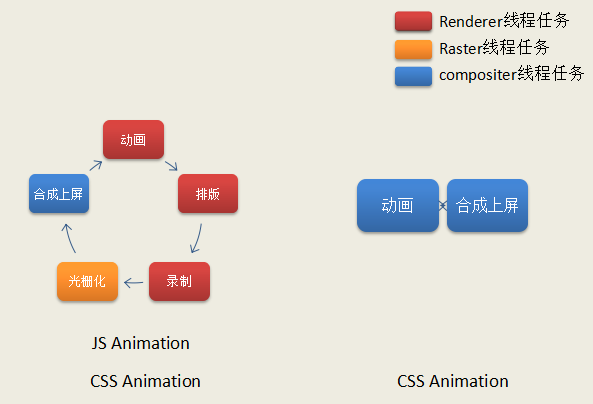 Renderer线程任务
Raster线程任务
compositer线程任务
动画
合成上屏
排版
光栅化
录制
动画
合成上屏
JS Animation
CSS Animation
CSS Animation